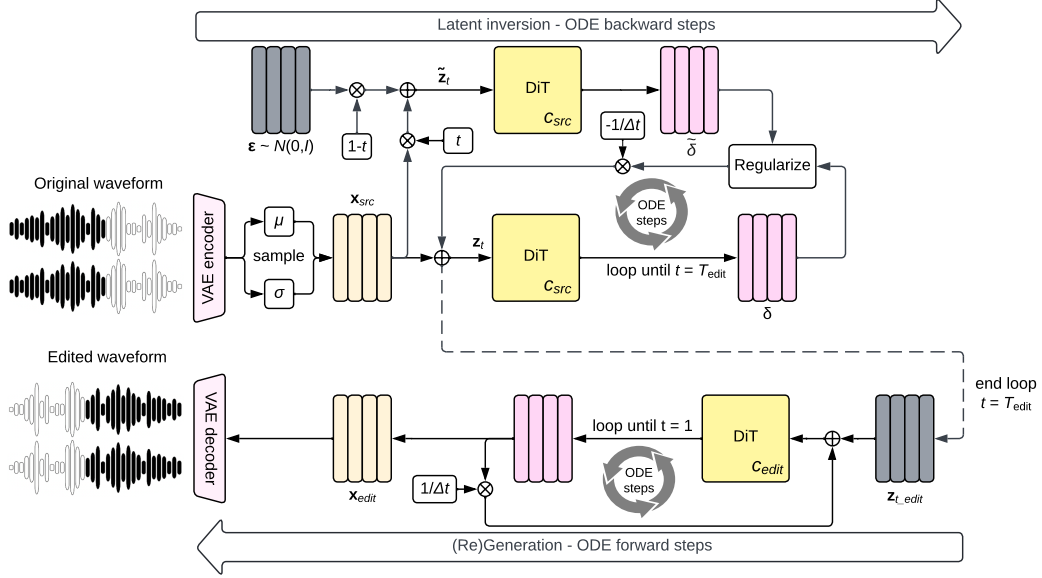 Latent inversion - ODE backward steps
z̃t
DiT
csrc
-1/Δt
ε ~ N(0,I)
1-t
t
δ̃
Regularize
Original waveform
xsrc
ODE
steps
VAE encoder
μ
sample
σ
zt
DiT
csrc
loop until t = Tedit
δ
Edited waveform
end loop
t = Tedit
VAE decoder
loop until t = 1
DiT
cedit
ODE
steps
1/Δt
xedit
zt_edit
(Re)Generation - ODE forward steps